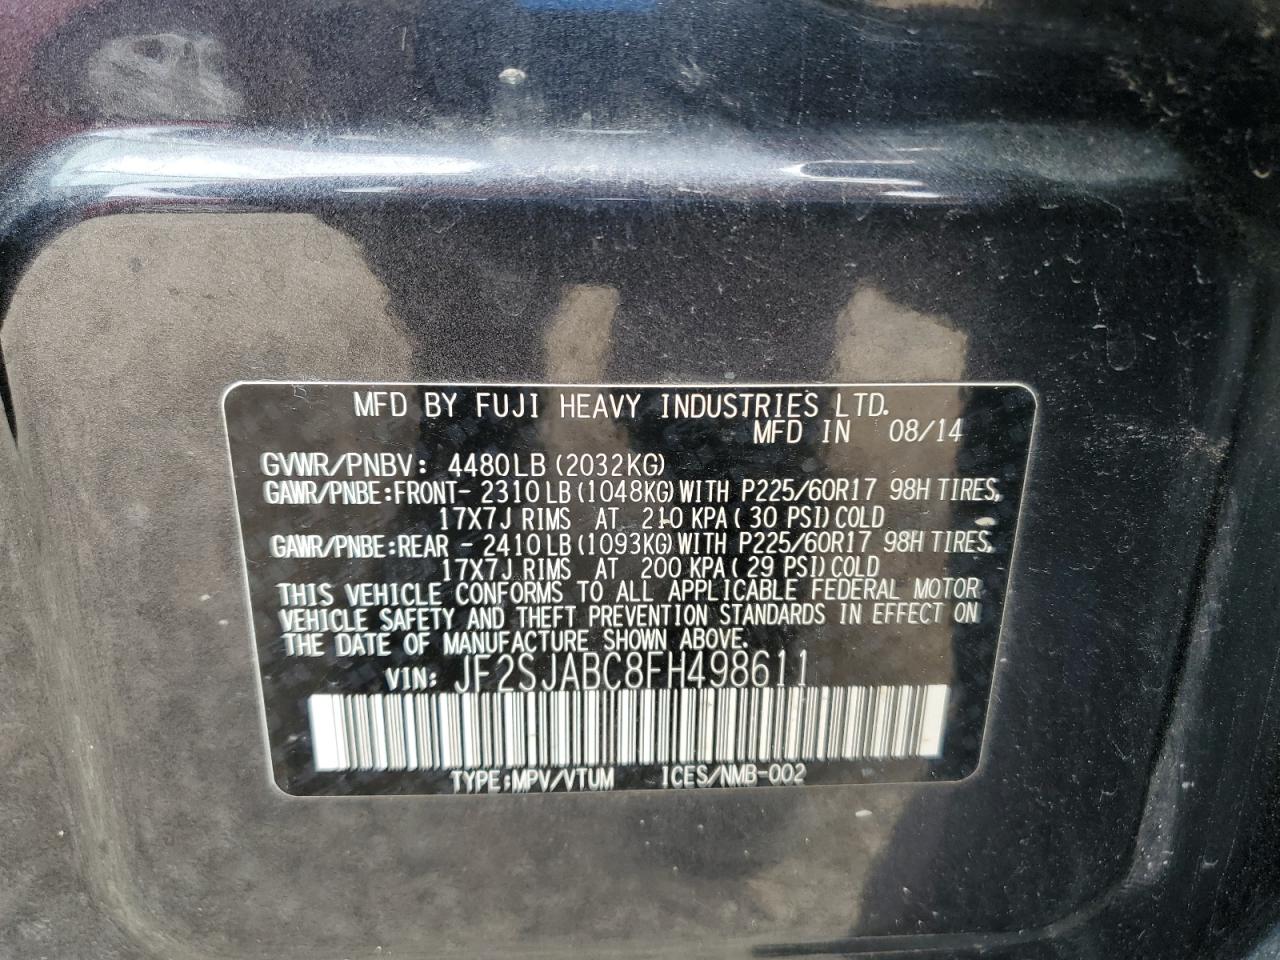 MFD BY FUJI HEAVY INDUSTRIES LTD.
MFD IN 08/14
GVWR/PNBV: 4480LB (2032KG)
GAWR/PNBE:FRONT- 2310LB (1048KG) WITH P225/60R17 98H TIRES,
17X7J RIMS AT 210 KPA (30 PSI) COLD
GAWR/PNBE:REAR - 2410LB (1093KG) WITH P225/60R17 98H TIRES,
17X7J RIMS AT 200 KPA (29 PSI) COLD
THIS VEHICLE CONFORMS TO ALL APPLICABLE FEDERAL MOTOR
VEHICLE SAFETY AND THEFT PREVENTION STANDARDS IN EFFECT ON
THE DATE OF MANUFACTURE SHOWN ABOVE.
VIN: JF2SJABC8FH498611
TYPE:MPV/VTUM ICES/NMB-002